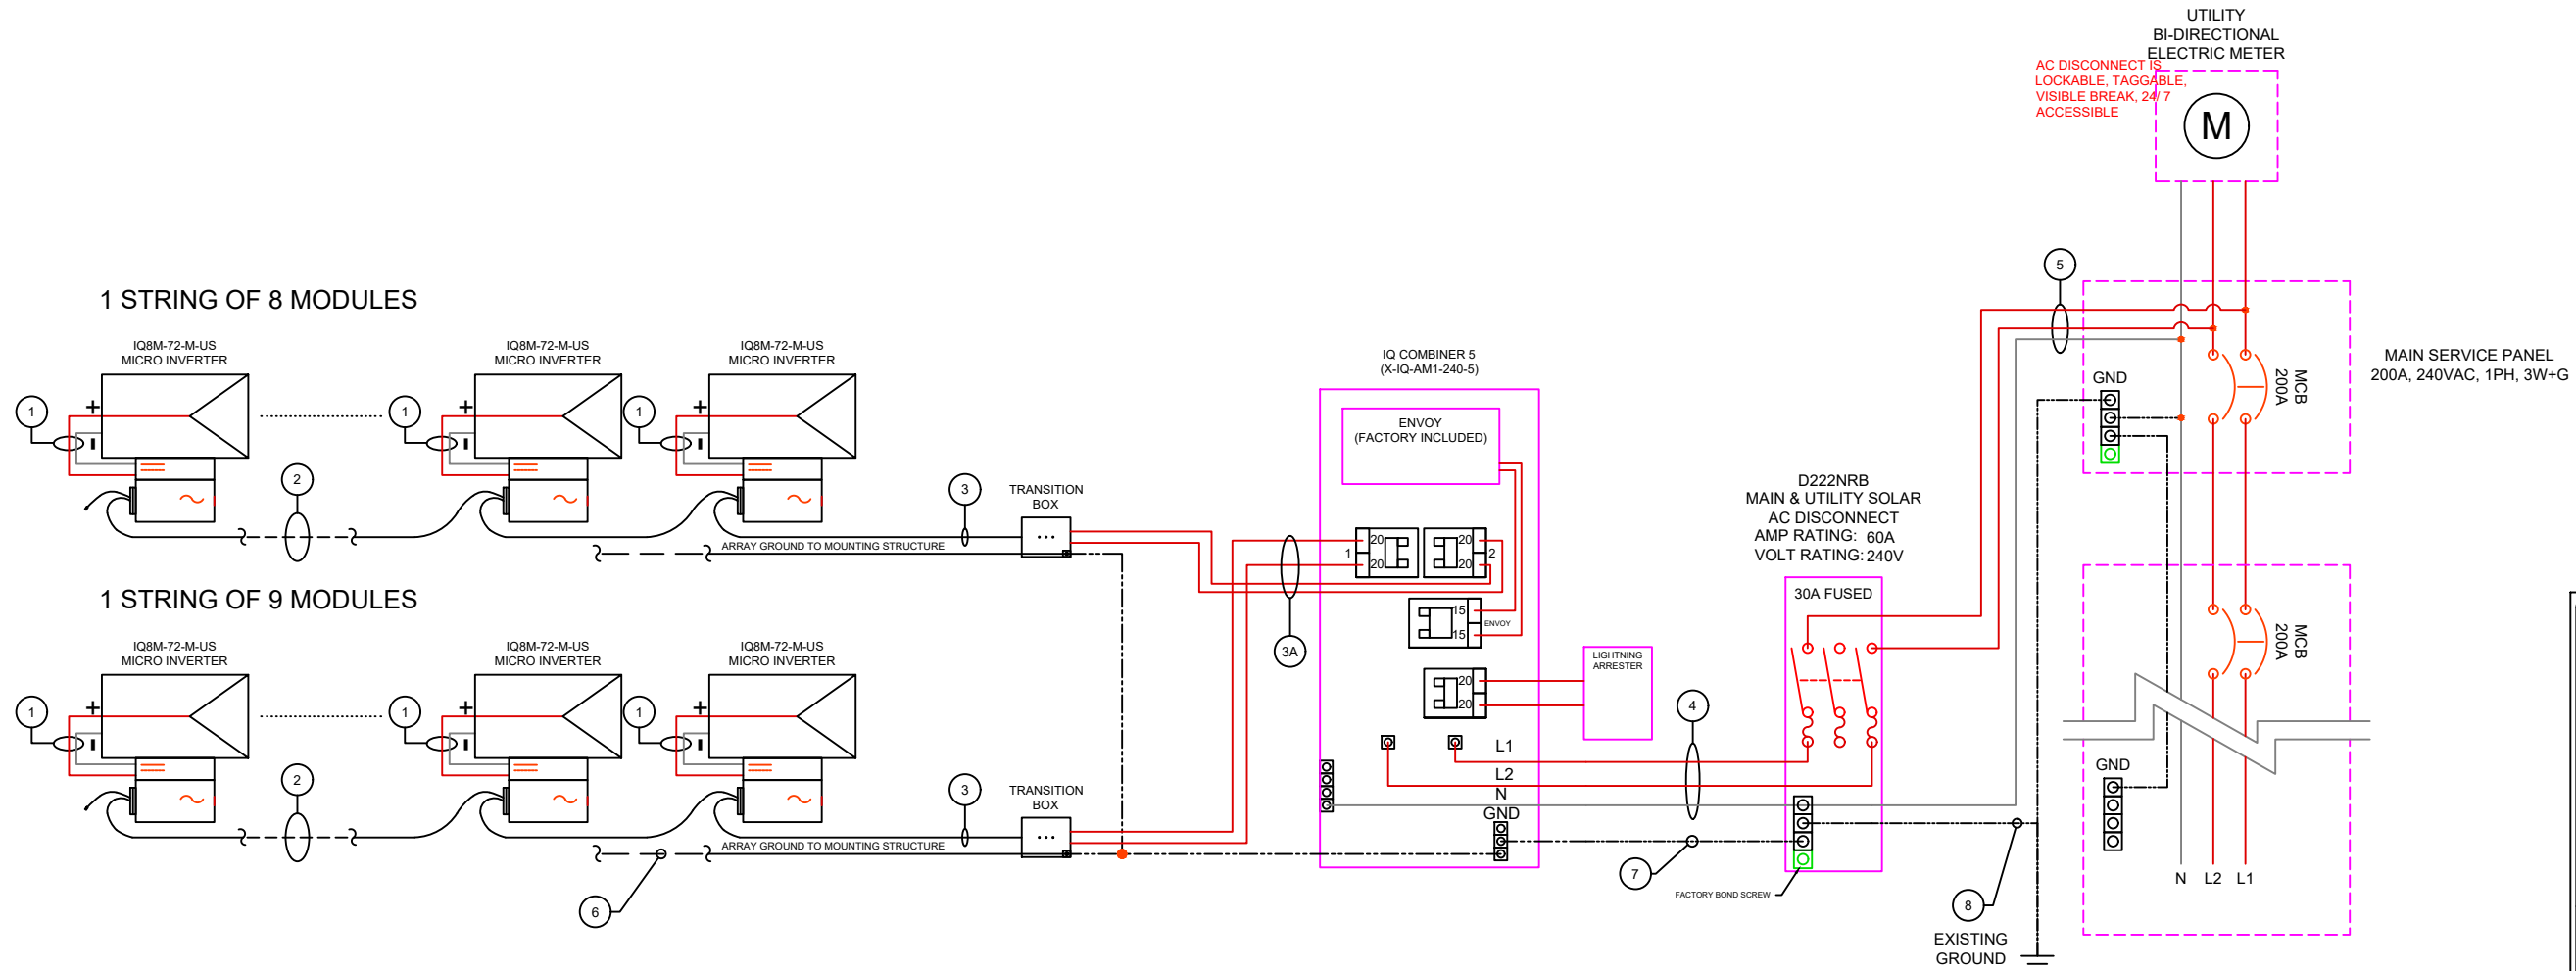 UTILITY
BI-DIRECTIONAL
ELECTRIC METER
AC DISCONNECT IS
LOCKABLE, TAGGABLE,
VISIBLE BREAK, 24/ 7
ACCESSIBLE
M
5
1 STRING OF 8 MODULES
IQ8M-72-M-US
MICRO INVERTER
IQ8M-72-M-US
MICRO INVERTER
IQ8M-72-M-US
MICRO INVERTER
1
+
-
1
+
-
1
+
-
2
3
TRANSITION
BOX
ARRAY GROUND TO MOUNTING STRUCTURE
1 STRING OF 9 MODULES
IQ8M-72-M-US
MICRO INVERTER
IQ8M-72-M-US
MICRO INVERTER
IQ8M-72-M-US
MICRO INVERTER
1
+
-
1
+
-
1
+
-
2
3
TRANSITION
BOX
ARRAY GROUND TO MOUNTING STRUCTURE
6
IQ COMBINER 5
(X-IQ-AM1-240-5)
ENVOY
(FACTORY INCLUDED)
1
20
20
20
20
2
3A
15
15
ENVOY
20
20
LIGHTNING
ARRESTER
L1
L2
N
GND
4
7
D222NRB
MAIN & UTILITY SOLAR
AC DISCONNECT
AMP RATING: 60A
VOLT RATING: 240V
30A FUSED
FACTORY BOND SCREW
8
EXISTING
GROUND
GND
MCB
200A
MAIN SERVICE PANEL
200A, 240VAC, 1PH, 3W+G
MCB
200A
GND
N L2 L1